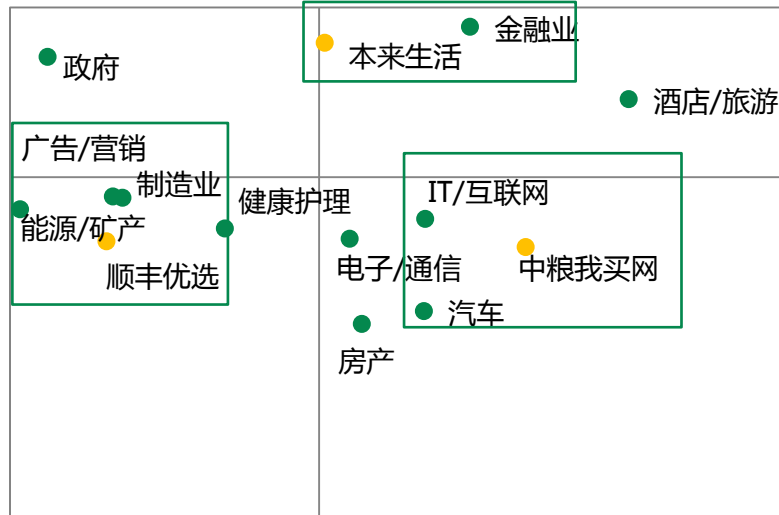 金融业
本来生活
政府
酒店/旅游
广告/营销
制造业
健康护理
IT/互联网
能源/矿产
电子/通信
中粮我买网
顺丰优选
汽车
房产